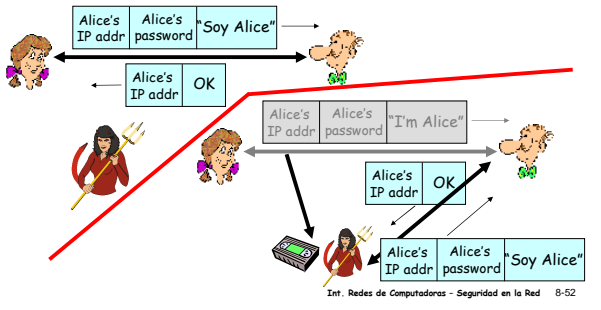 Alice's IP addr Alice's password "Soy Alice"
Alice's IP addr OK
Alice's IP addr Alice's password "I'm Alice"
Alice's IP addr OK
Alice's IP addr Alice's password "Soy Alice"
Int. Redes de Computadoras - Seguridad en la Red 8-52